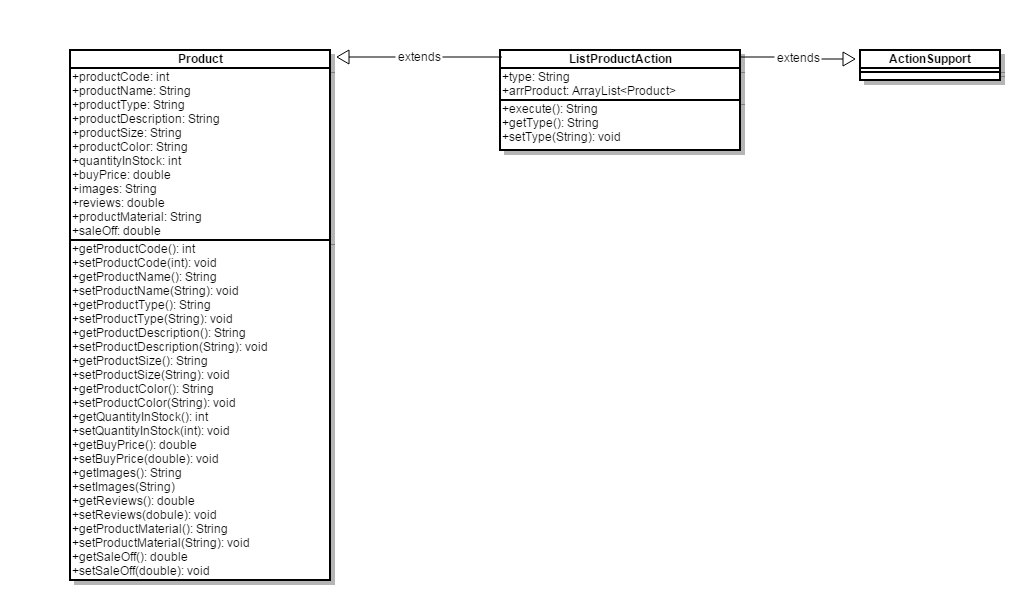 Product
+productCode: int
+productName: String
+productType: String
+productDescription: String
+productSize: String
+productColor: String
+quantityInStock: int
+buyPrice: double
+images: String
+reviews: double
+productMaterial: String
+saleOff: double
+getProductCode(): int
+setProductCode(int): void
+getProductName(): String
+setProductName(String): void
+getProductType(): String
+setProductType(String): void
+getProductDescription(): String
+setProductDescription(String): void
+getProductSize(): String
+setProductSize(String): void
+getProductColor(): String
+setProductColor(String): void
+getQuantityInStock(): int
+setQuantityInStock(int): void
+getBuyPrice(): double
+setBuyPrice(double): void
+getImages(): String
+setImages(String)
+getReviews(): double
+setReviews(dobule): void
+getProductMaterial(): String
+setProductMaterial(String): void
+getSaleOff(): double
+setSaleOff(double): void
extends
ListProductAction
+type: String
+arrProduct: ArrayList<Product>
+execute(): String
+getType(): String
+setType(String): void
extends
ActionSupport